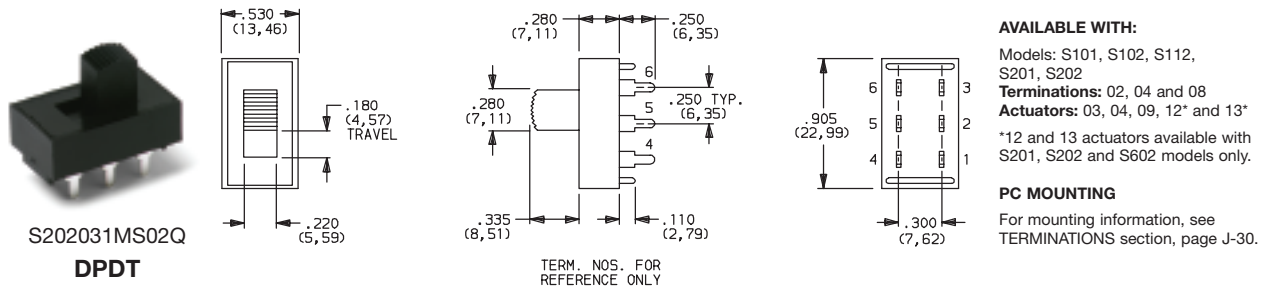 S202031MS02Q
DPDT
.530
(13,46)
.180
(4,57)
TRAVEL
.220
(5,59)
.280
(7,11)
.250
(6,35)
.280
(7,11)
6
5
4
.250 TYP.
(6,35)
.335
(8,51)
.110
(2,79)
TERM. NOS. FOR
REFERENCE ONLY
.905
(22,99)
6 3
5 2
4 1
.300
(7,62)
AVAILABLE WITH:
Models: S101, S102, S112,
S201, S202
Terminations: 02, 04 and 08
Actuators: 03, 04, 09, 12* and 13*
*12 and 13 actuators available with
S201, S202 and S602 models only.
PC MOUNTING
For mounting information, see
TERMINATIONS section, page J-30.